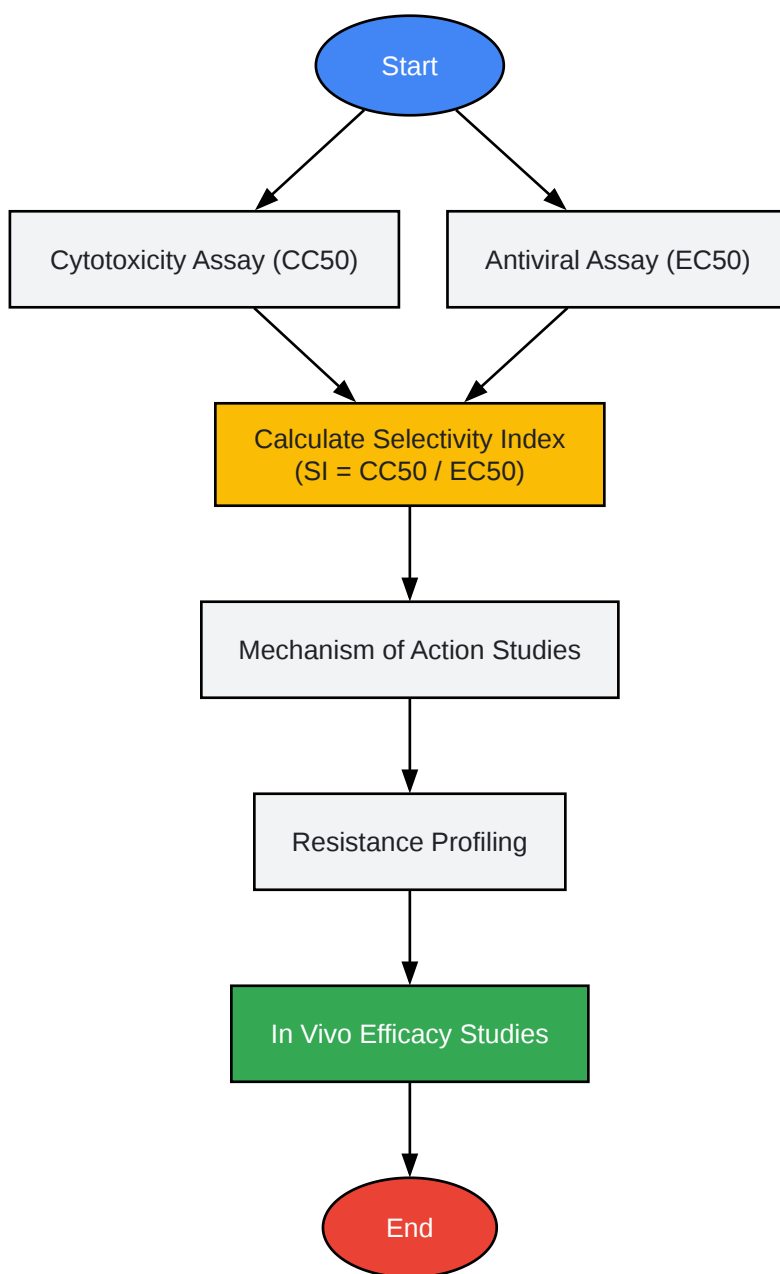 Start
Cytotoxicity Assay (CC50)
Antiviral Assay (EC50)
Calculate Selectivity Index
(SI = CC50 / EC50)
Mechanism of Action Studies
Resistance Profiling
In Vivo Efficacy Studies
End